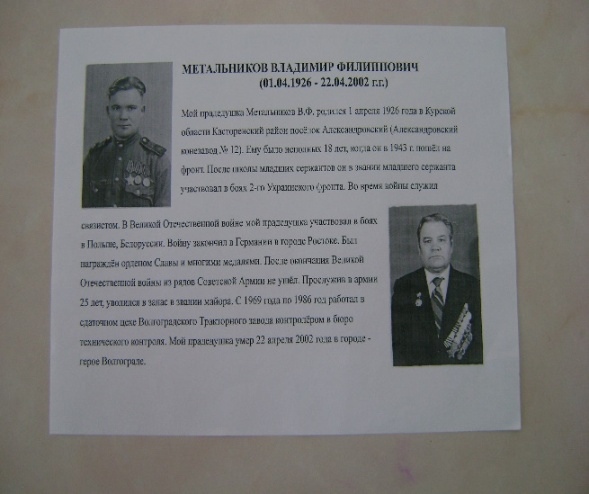 МЕТАЛЬНИКОВ ВЛАДИМИР ФИЛИППОВИЧ
(01.04.1926 - 22.04.2002 г.г.)
Мой прадедушка Метальников В.Ф. родился 1 апреля 1926 года в Курской
области Касторенский район посёлок Александровский (Александровский
конезавод № 12). Ему было неполных 18 лет, когда он в 1943 г. пошёл на
фронт. После школы младших сержантов он в звании младшего сержанта
участвовал в боях 2-го Украинского фронта. Во время войны служил
связистом. В Великой Отечественной войне мой прадедушка участвовал в боях
в Польше, Белоруссии. Войну закончил в Германии в городе Ростоке. Был
награждён орденом Славы и многими медалями. После окончания Великой
Отечественной войны из рядов Советской Армии не ушёл. Прослужив в армии
25 лет, уволился в запас в звании майора. С 1969 года по 1986 год работал в
сдаточном цехе Волгоградского Тракторного завода контролёром в бюро
технического контроля. Мой прадедушка умер 22 апреля 2002 года в городе -
герое Волгограде.